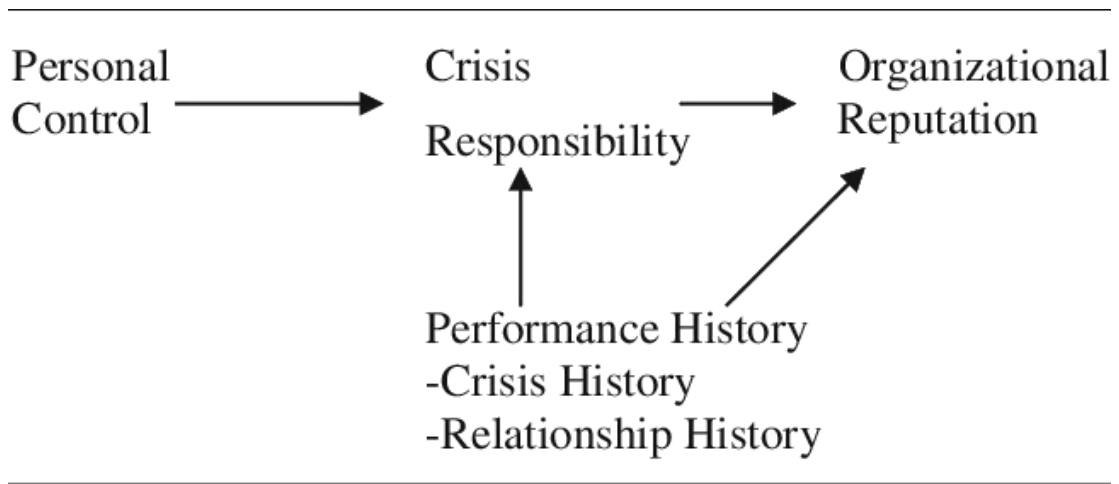 Personal
Control
Crisis
Responsibility
Organizational
Reputation
Performance History
-Crisis History
-Relationship History